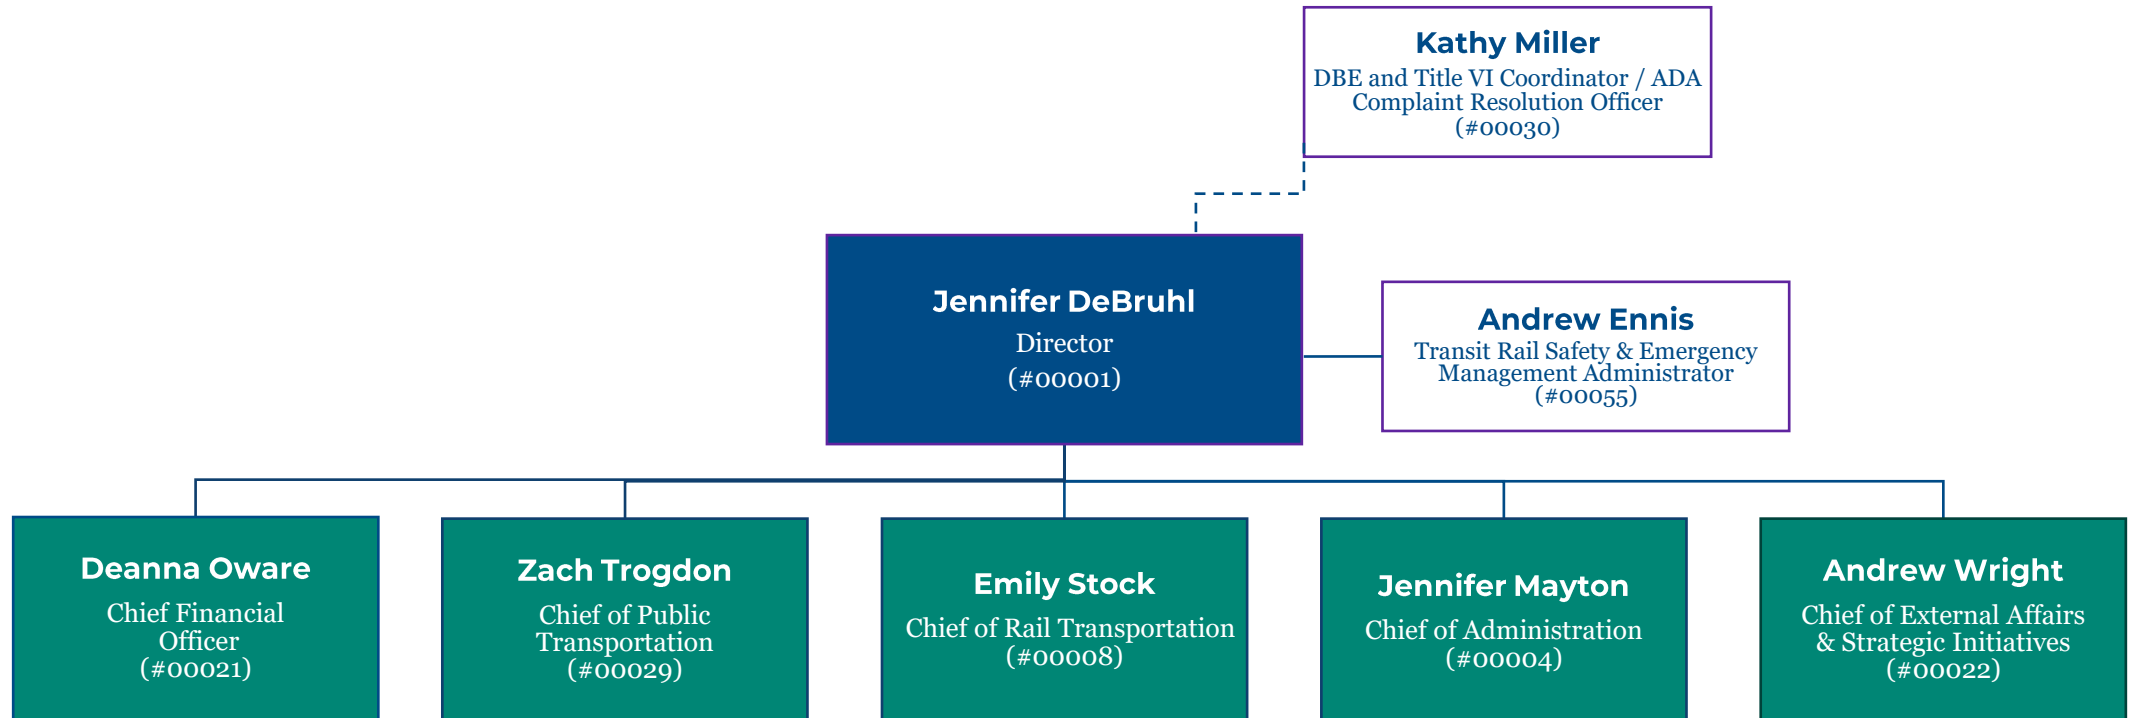 Kathy Miller
DBE and Title VI Coordinator / ADA
Complaint Resolution Officer
(#00030)
Jennifer DeBruhl
Director
(#00001)
Andrew Ennis
Transit Rail Safety & Emergency
Management Administrator
(#00055)
Deanna Oware
Chief Financial
Officer
(#00021)
Zach Trogdon
Chief of Public
Transportation
(#00029)
Emily Stock
Chief of Rail Transportation
(#00008)
Jennifer Mayton
Chief of Administration
(#00004)
Andrew Wright
Chief of External Affairs
& Strategic Initiatives
(#00022)